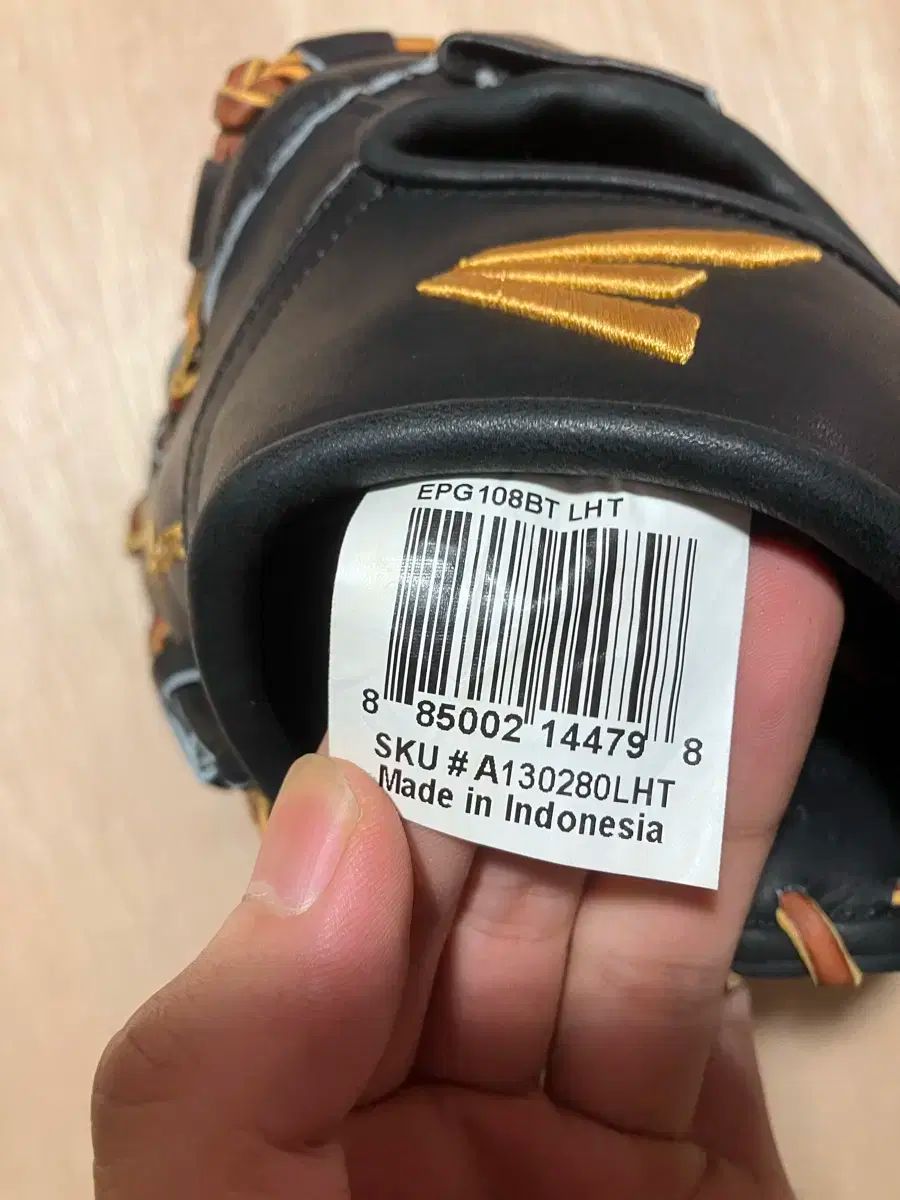 EPG108BT LHT
8 85002 14479 8
SKU # A130280LHT
Made in Indonesia